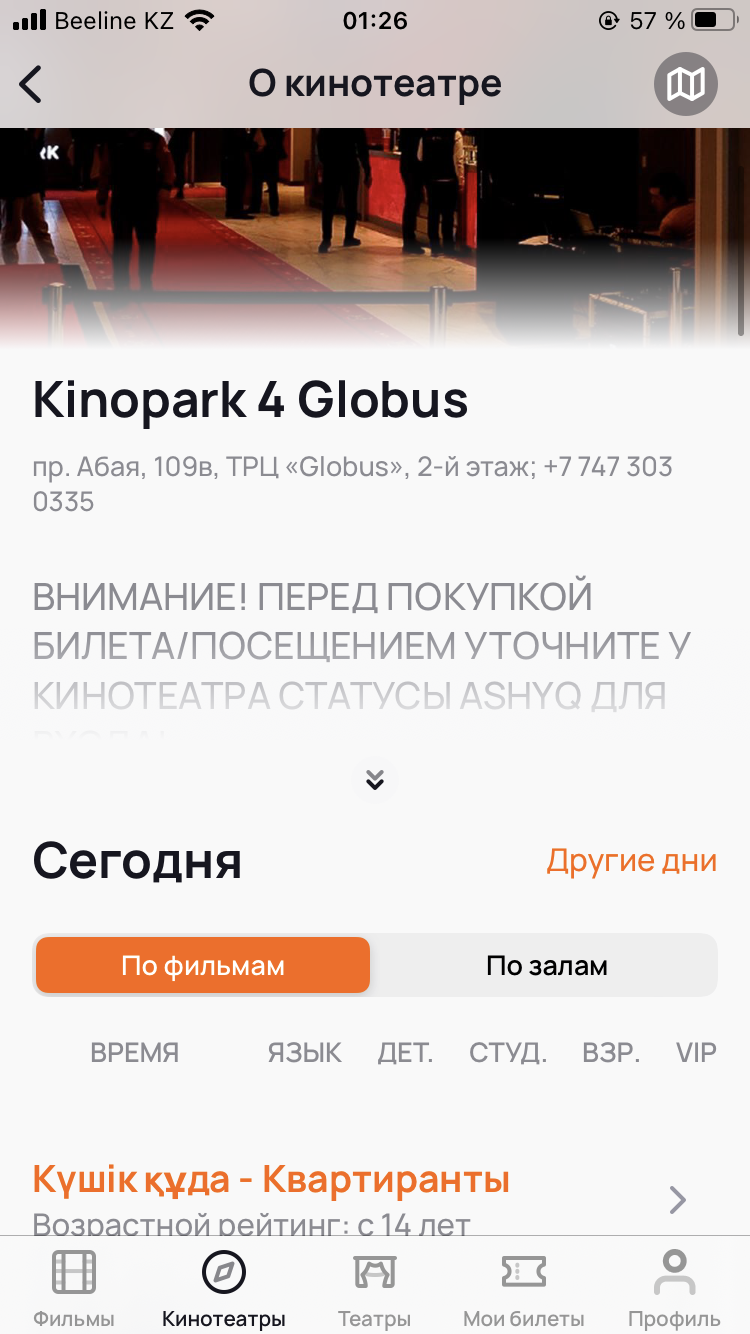 Beeline KZ 01:26 57 %
О кинотеатре
Kinopark 4 Globus
пр. Абая, 109в, ТРЦ «Globus», 2-й этаж; +7 747 303
0335
ВНИМАНИЕ! ПЕРЕД ПОКУПКОЙ
БИЛЕТА/ПОСЕЩЕНИЕМ УТОЧНИТЕ У
КИНОТЕАТРА СТАТУСЫ ASHYQ ДЛЯ
Сегодня Другие дни
По фильмам По залам
ВРЕМЯ ЯЗЫК ДЕТ. СТУД. ВЗР. VIP
Күшік құда - Квартиранты
Возрастной рейтинг: с 14 лет
Фильмы Кинотеатры Театры Мои билеты Профиль